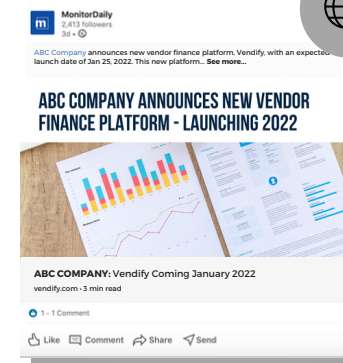 m
MonitorDaily
2,413 followers
3d •
ABC Company announces new vendor finance platform, Vendify, with an expected
launch date of Jan 25, 2022. This new platform... See more...
ABC COMPANY ANNOUNCES NEW VENDOR
FINANCE PLATFORM - LAUNCHING 2022
ABC COMPANY: Vendify Coming January 2022
vendify.com • 3 min read
1 - 1 Comment
Like Comment Share Send